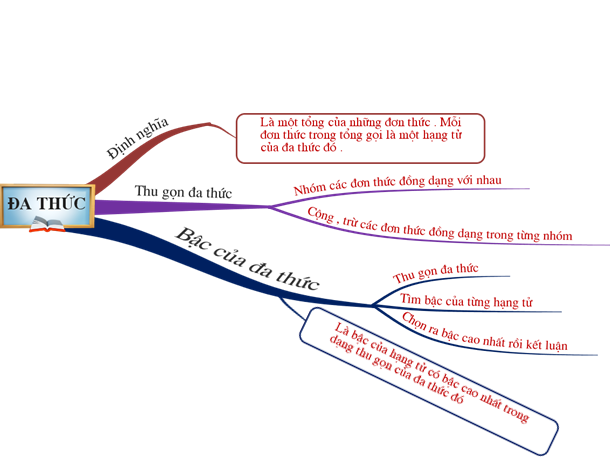 ĐA THỨC
Định nghĩa
Là một tổng của những đơn thức . Mỗi
đơn thức trong tổng gọi là một hạng tử
của đa thức đó .
Thu gọn đa thức
Nhóm các đơn thức đồng dạng với nhau
Cộng , trừ các đơn thức đồng dạng trong từng nhóm
Bậc của đa thức
Thu gọn đa thức
Tìm bậc của từng hạng tử
Chọn ra bậc cao nhất rồi kết luận
Là bậc của hạng tử có bậc cao nhất trong
dạng thu gọn của đa thức đó